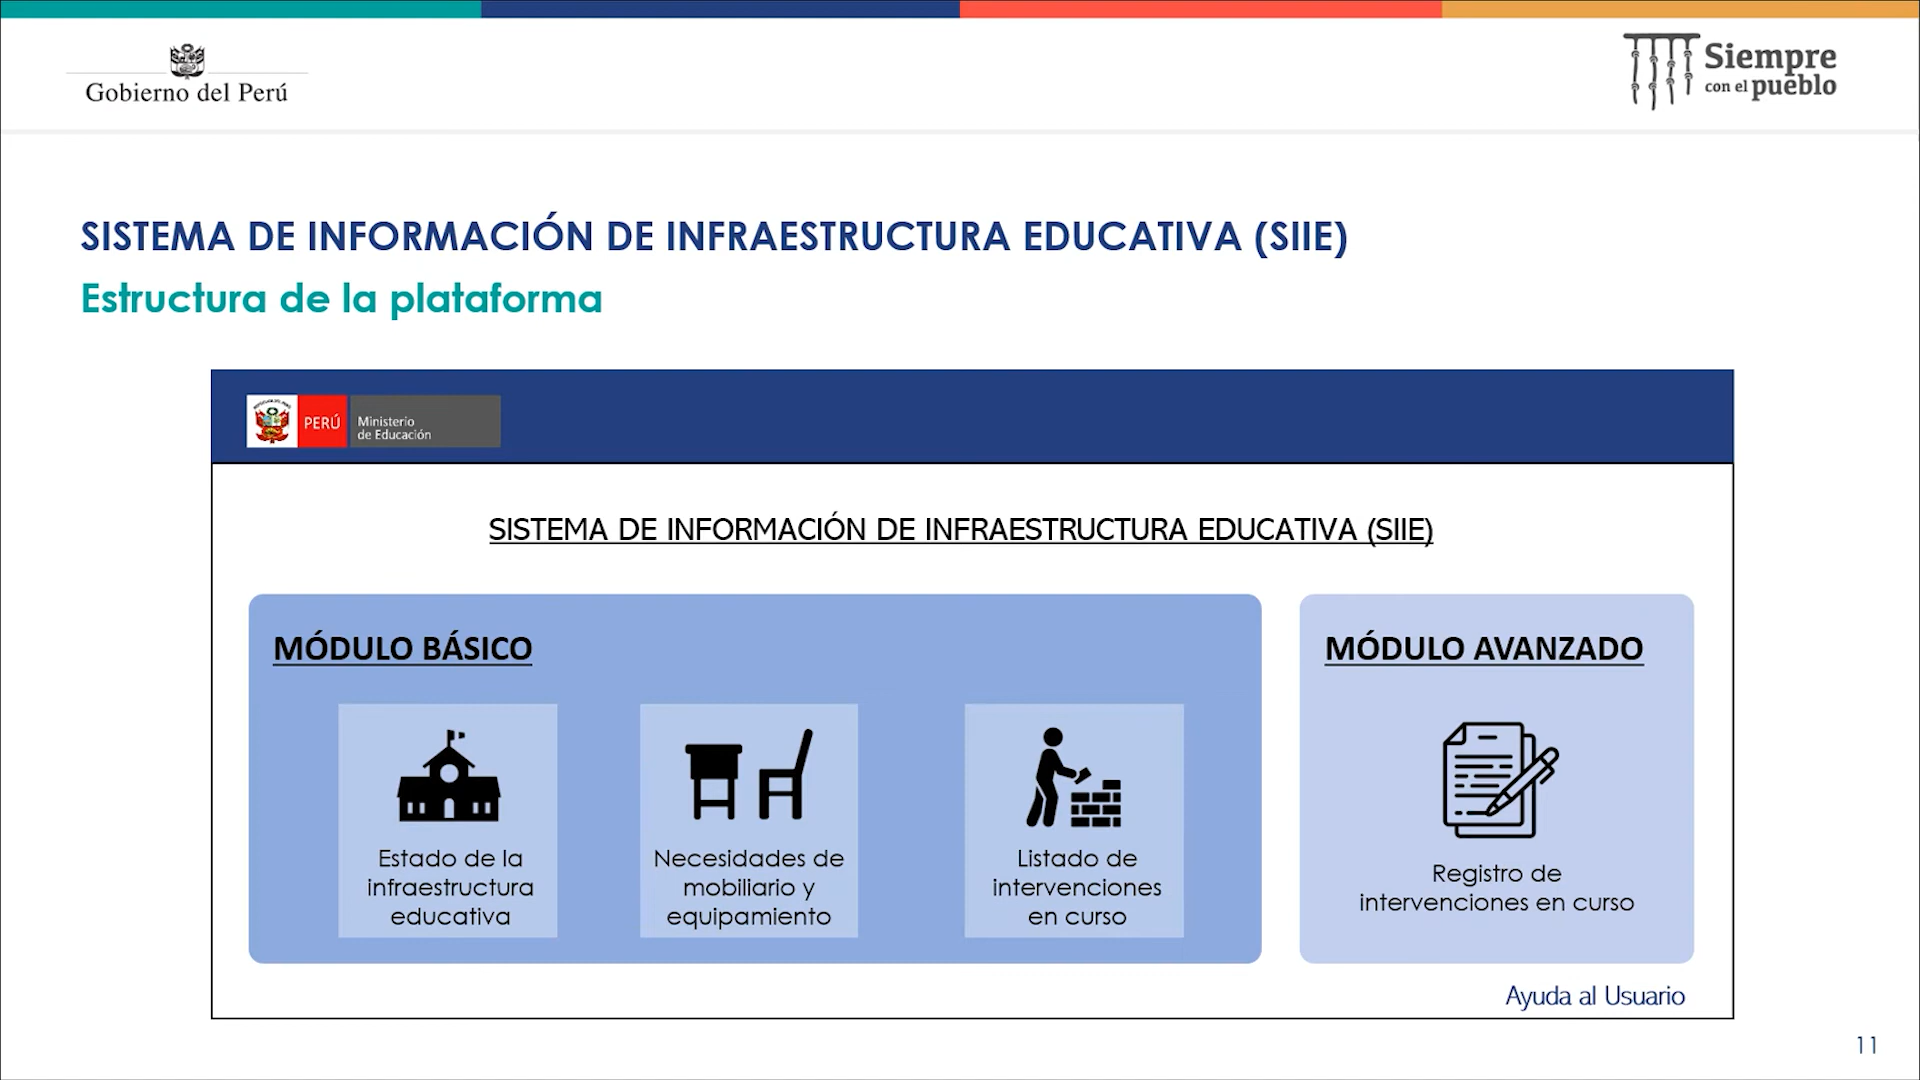 Gobierno del Perú
Siempre
con el pueblo
SISTEMA DE INFORMACIÓN DE INFRAESTRUCTURA EDUCATIVA (SIIE)
Estructura de la plataforma
PERÚ
Ministerio
de Educación
SISTEMA DE INFORMACIÓN DE INFRAESTRUCTURA EDUCATIVA (SIIE)
MÓDULO BÁSICO
Estado de la
infraestructura
educativa
Necesidades de
mobiliario y
equipamiento
Listado de
intervenciones
en curso
MÓDULO AVANZADO
Registro de
intervenciones en curso
Ayuda al Usuario
11